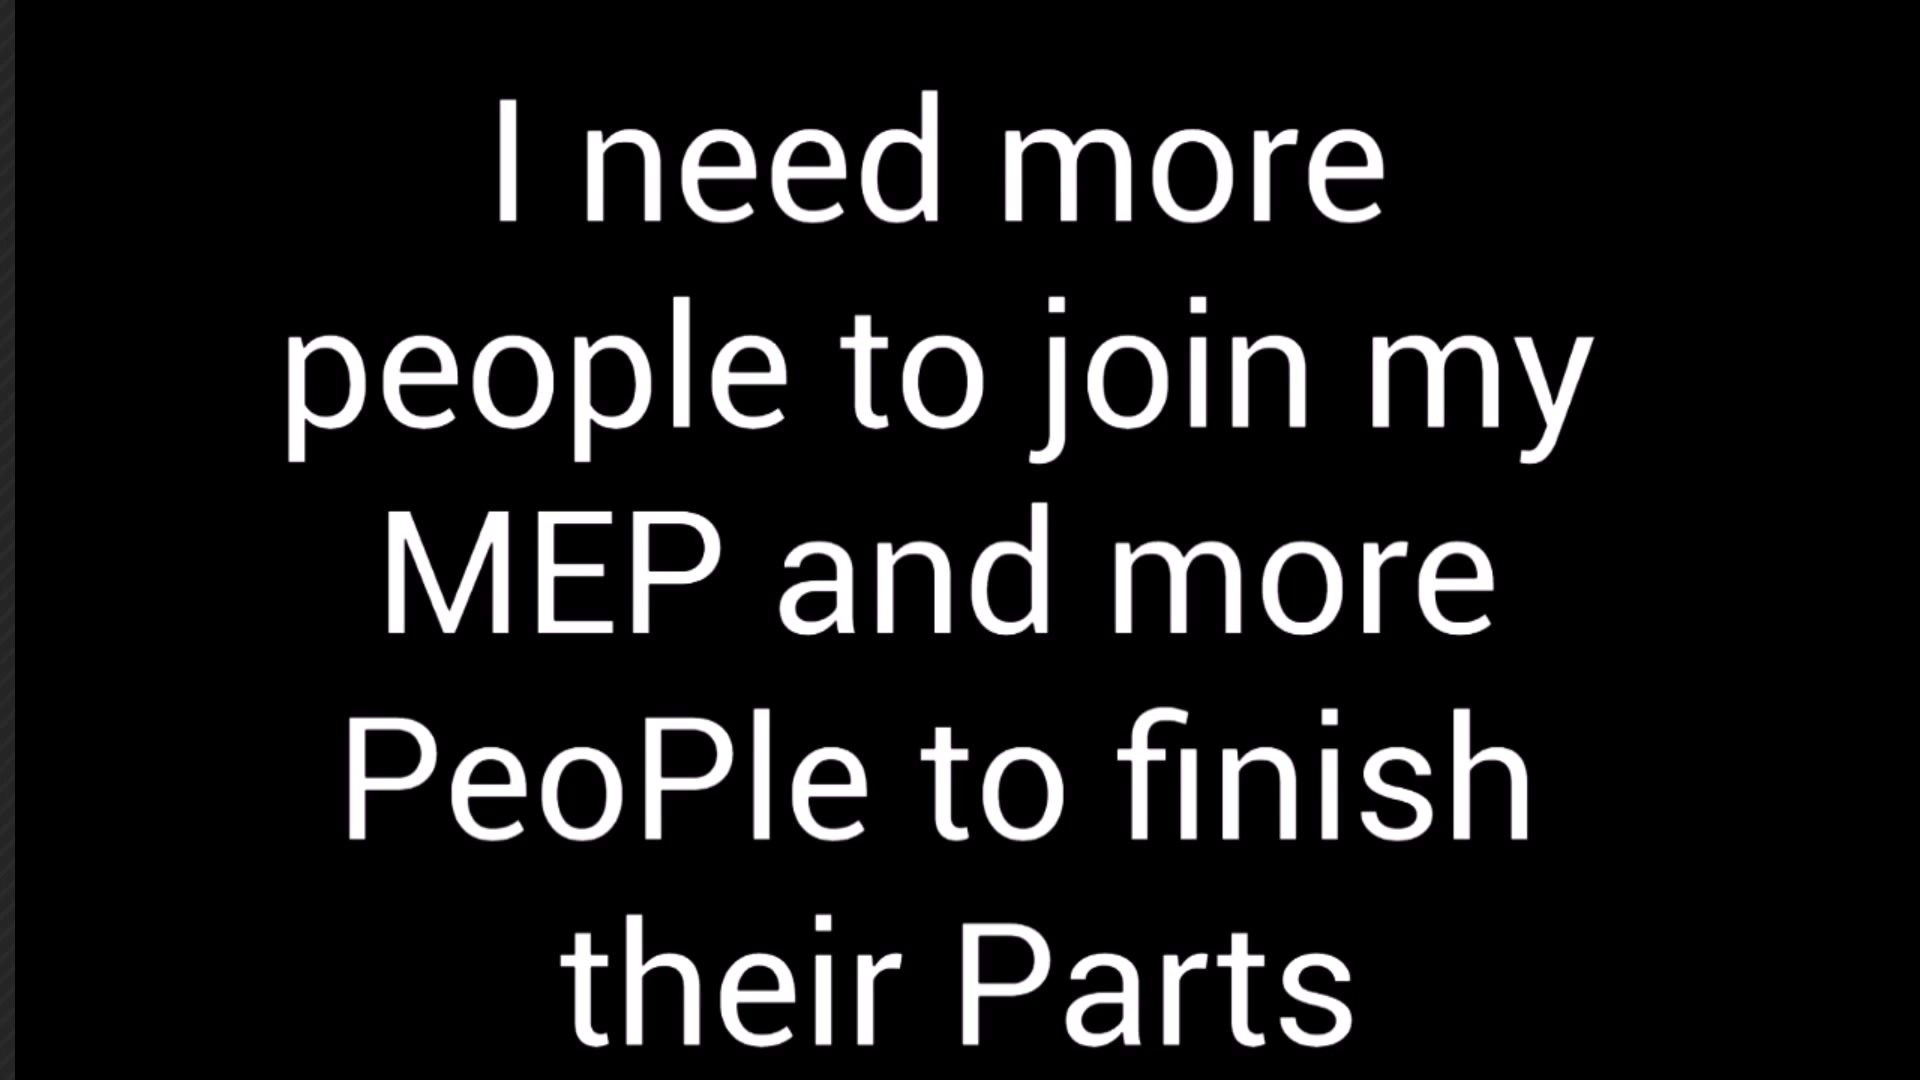 I need more
people to join my
MEP and more
PeoPle to finish
their Parts